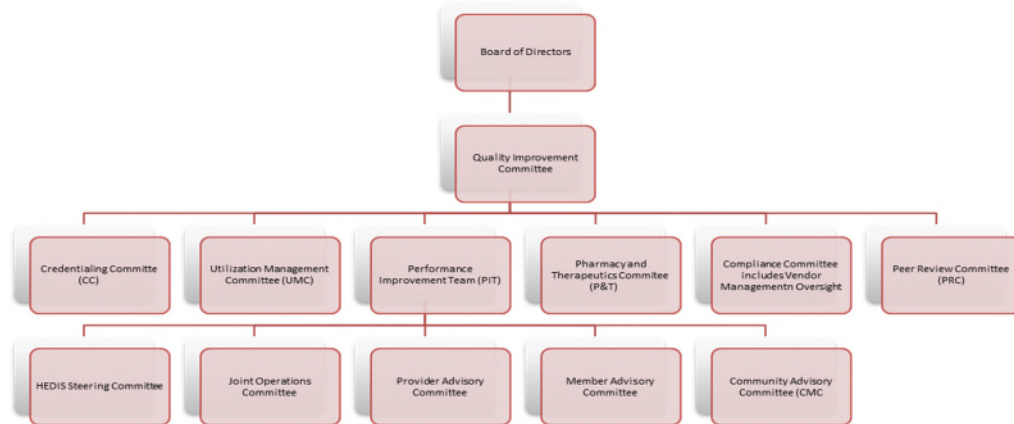 Board of Directors
Quality Improvement
Committee
Credentialing Committe
(CC)
Utilization Management
Committee (UMC)
Performance
Improvement Team (PIT)
Pharmacy and
Therapeutics Commitee
(P&T)
Compliance Committee
includes Vendor
Managementn Oversight
Peer Review Committee
(PRC)
HEDIS Steering Committee
Joint Operations
Committee
Provider Advisory
Committee
Member Advisory
Committee
Community Advisory
Committee (CMC